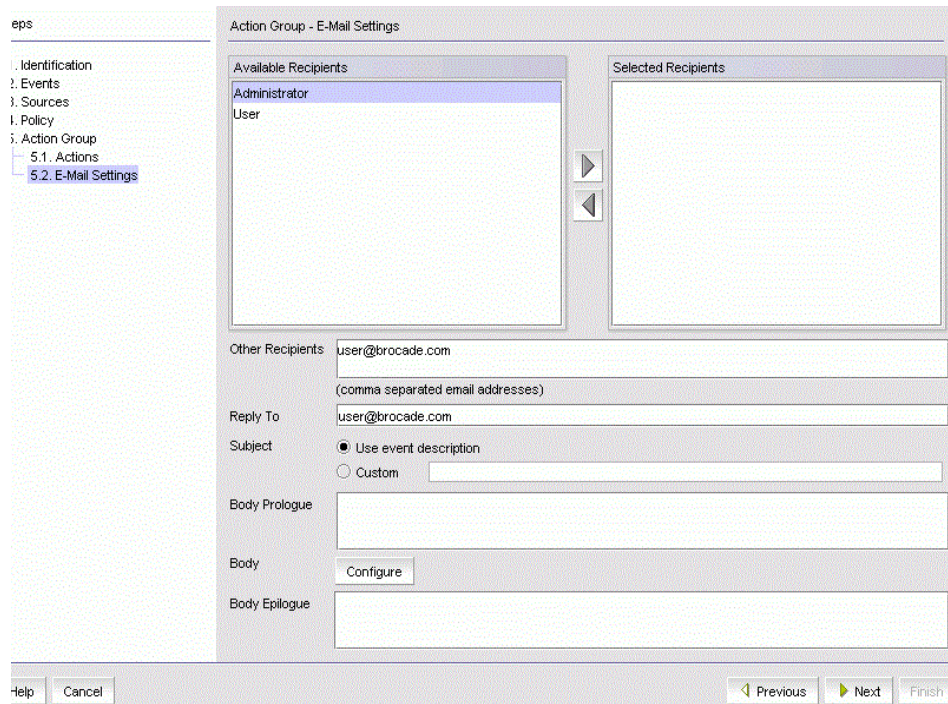 eps
. Identification
2. Events
3. Sources
4. Policy
5. Action Group
5.1. Actions
5.2. E-Mail Settings
Action Group - E-Mail Settings
Available Recipients
Administrator
User
Selected Recipients
Other Recipients user@brocade.com
(comma separated email addresses)
Reply To user@brocade.com
Subject Use event description
Custom
Body Prologue
Body Configure
Body Epilogue
Help Cancel Previous Next Finish